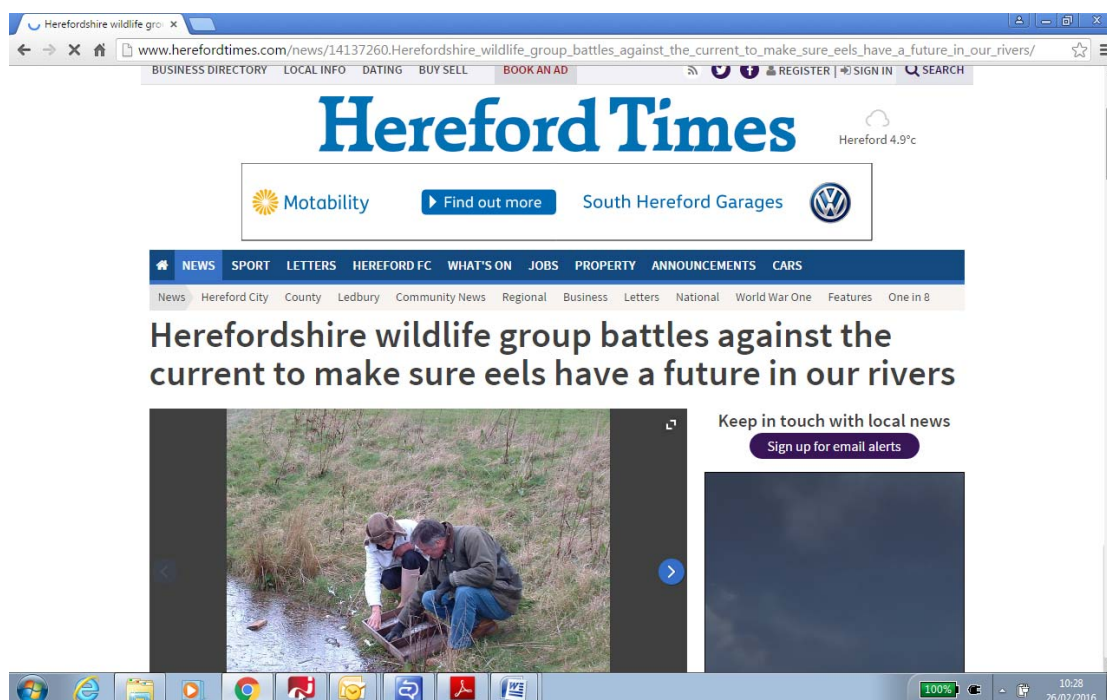 Herefordshire wildlife gro
www.herefordtimes.com/news/14137260.Herefordshire_wildlife_group_battles_against_the_current_to_make_sure_eels_have_a_future_in_our_rivers/
BUSINESS DIRECTORY LOCAL INFO DATING BUY SELL BOOK AN AD REGISTER | SIGN IN SEARCH
Hereford Times
Hereford 4.9°c
Motability Find out more South Hereford Garages
NEWS SPORT LETTERS HEREFORD FC WHAT'S ON JOBS PROPERTY ANNOUNCEMENTS CARS
News Hereford City County Ledbury Community News Regional Business Letters National World War One Features One in 8
Herefordshire wildlife group battles against the
current to make sure eels have a future in our rivers
Keep in touch with local news
Sign up for email alerts
100%
10:28
26/02/2016